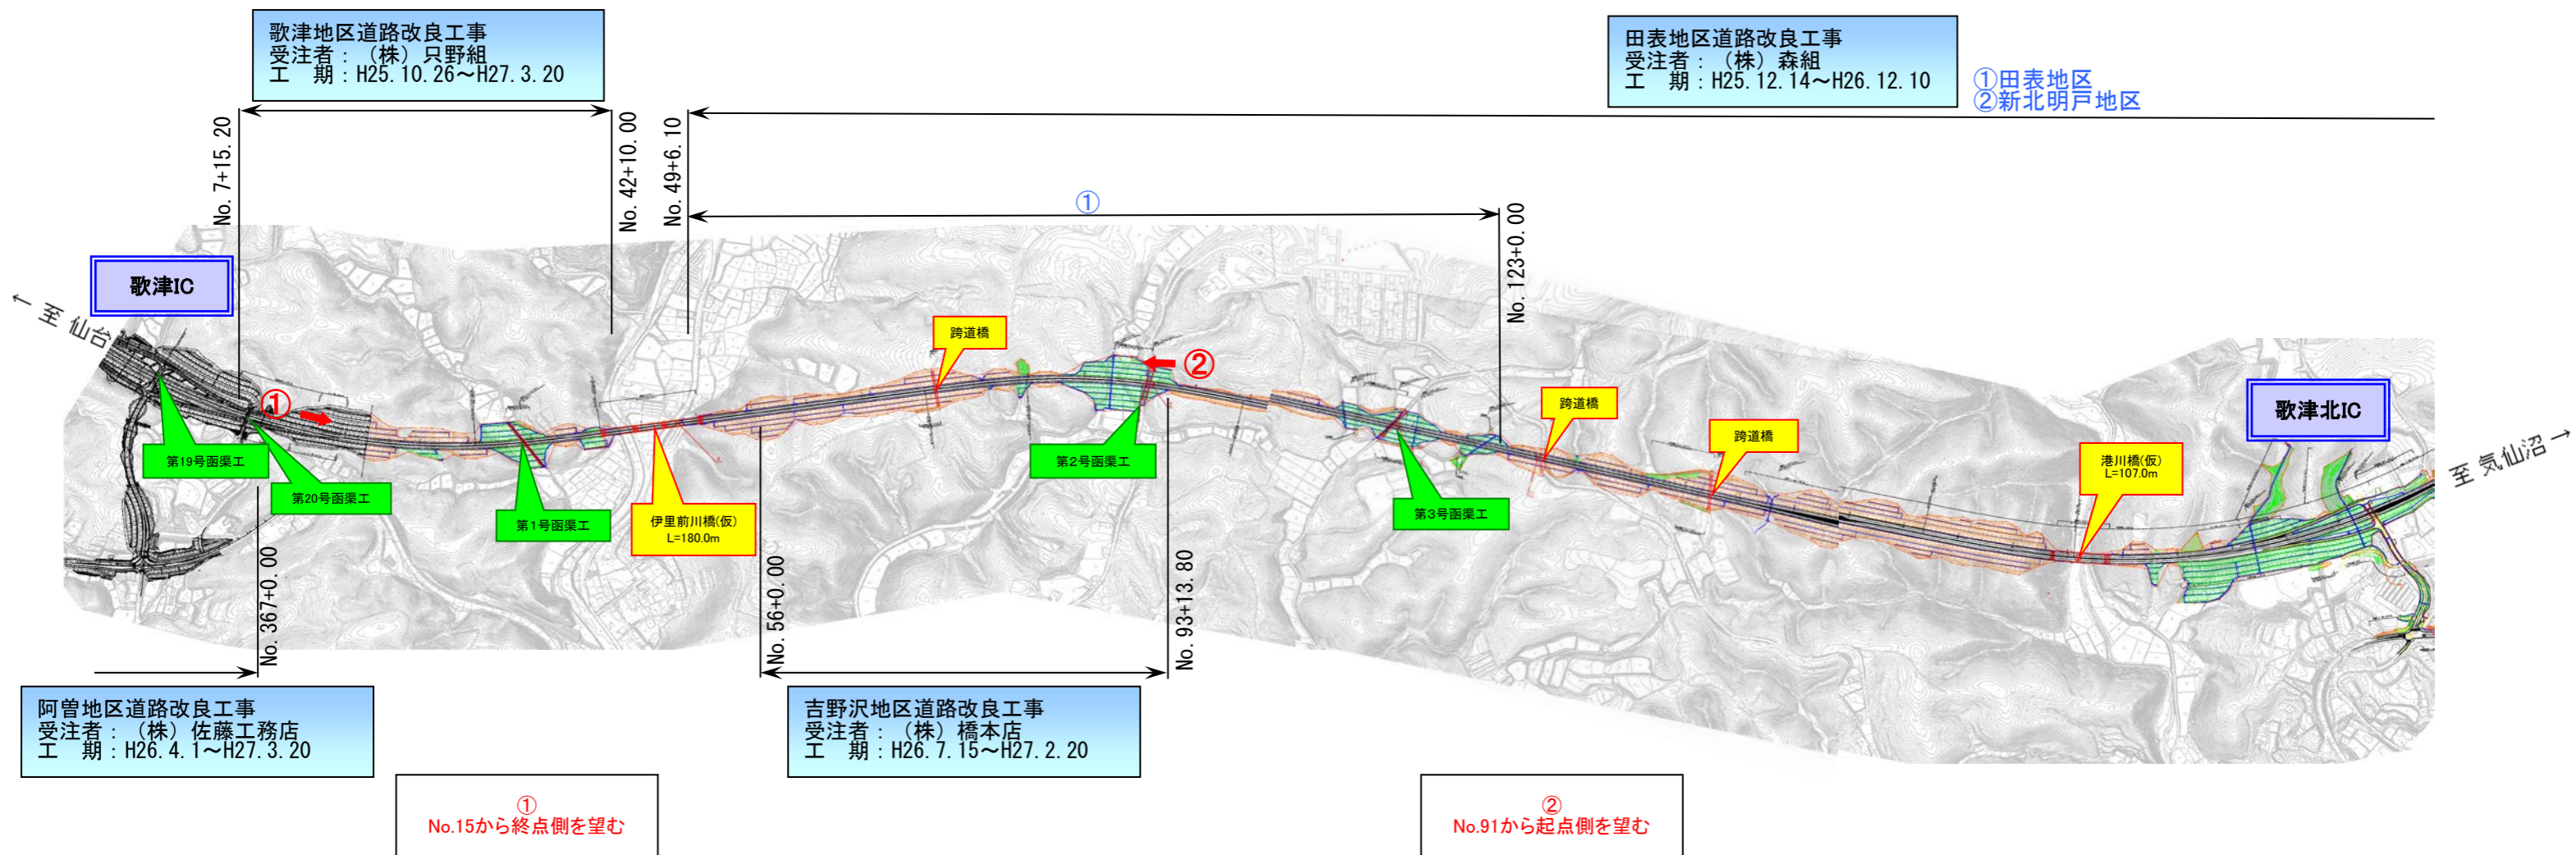 歌津地区道路改良工事
受注者：（株）只野組
工　期：H25.10.26～H27.3.20
田表地区道路改良工事
受注者：（株）森組
工　期：H25.12.14～H26.12.10
①田表地区
②新北明戸地区
No.7+15.20
No.42+10.00
No.49+6.10
①
No.123+0.00
歌津IC
← 至 仙台
跨道橋
②
①
跨道橋
跨道橋
歌津北IC
至 気仙沼 →
第19号函渠工
第20号函渠工
第1号函渠工
伊里前川橋(仮)
L=180.0m
第2号函渠工
第3号函渠工
港川橋(仮)
L=107.0m
No.367+0.00
No.56+0.00
No.93+13.80
阿曽地区道路改良工事
受注者：（株）佐藤工務店
工　期：H26.4.1～H27.3.20
吉野沢地区道路改良工事
受注者：（株）橋本店
工　期：H26.7.15～H27.2.20
①
No.15から終点側を望む
②
No.91から起点側を望む